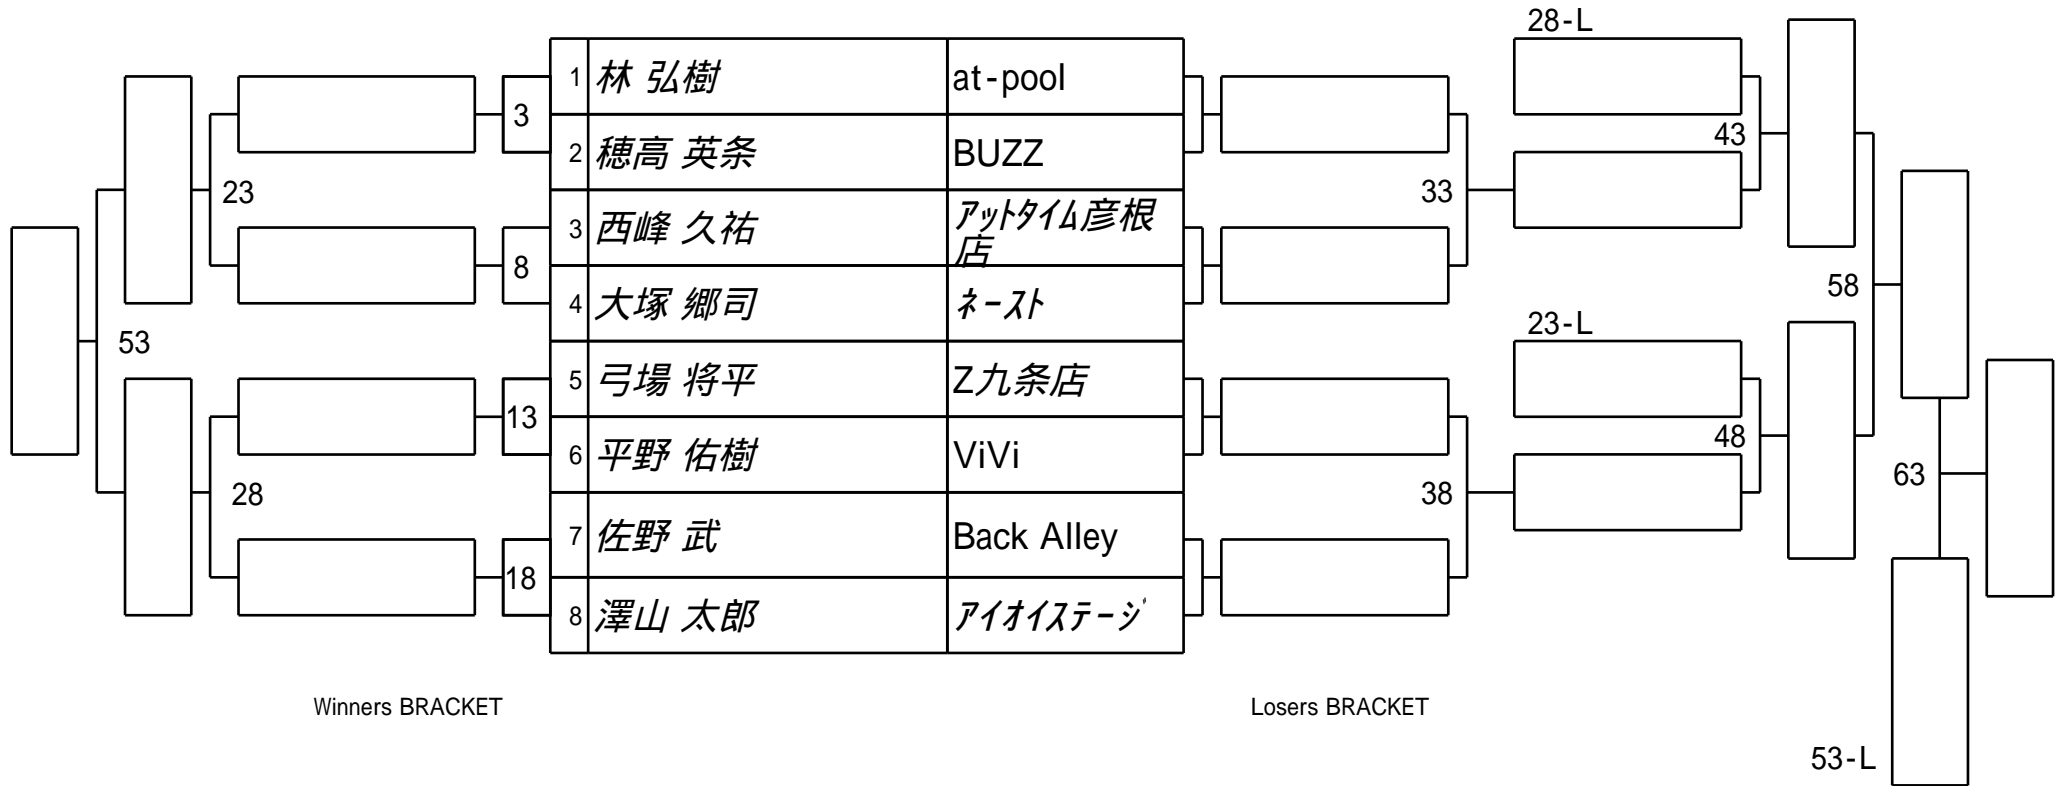 28-L
1 林 弘樹 at-pool
3
2 穂高 英条 BUZZ
43
23
33
3 西峰 久祐 アットタイム彦根
店
8
4 大塚 郷司 ネースト
58
53
23-L
5 弓場 将平 Z九条店
13
48
6 平野 佑樹 ViVi
63
28
38
7 佐野 武 Back Alley
18
8 澤山 太郎 アイオイステージ
Winners BRACKET
Losers BRACKET
53-L